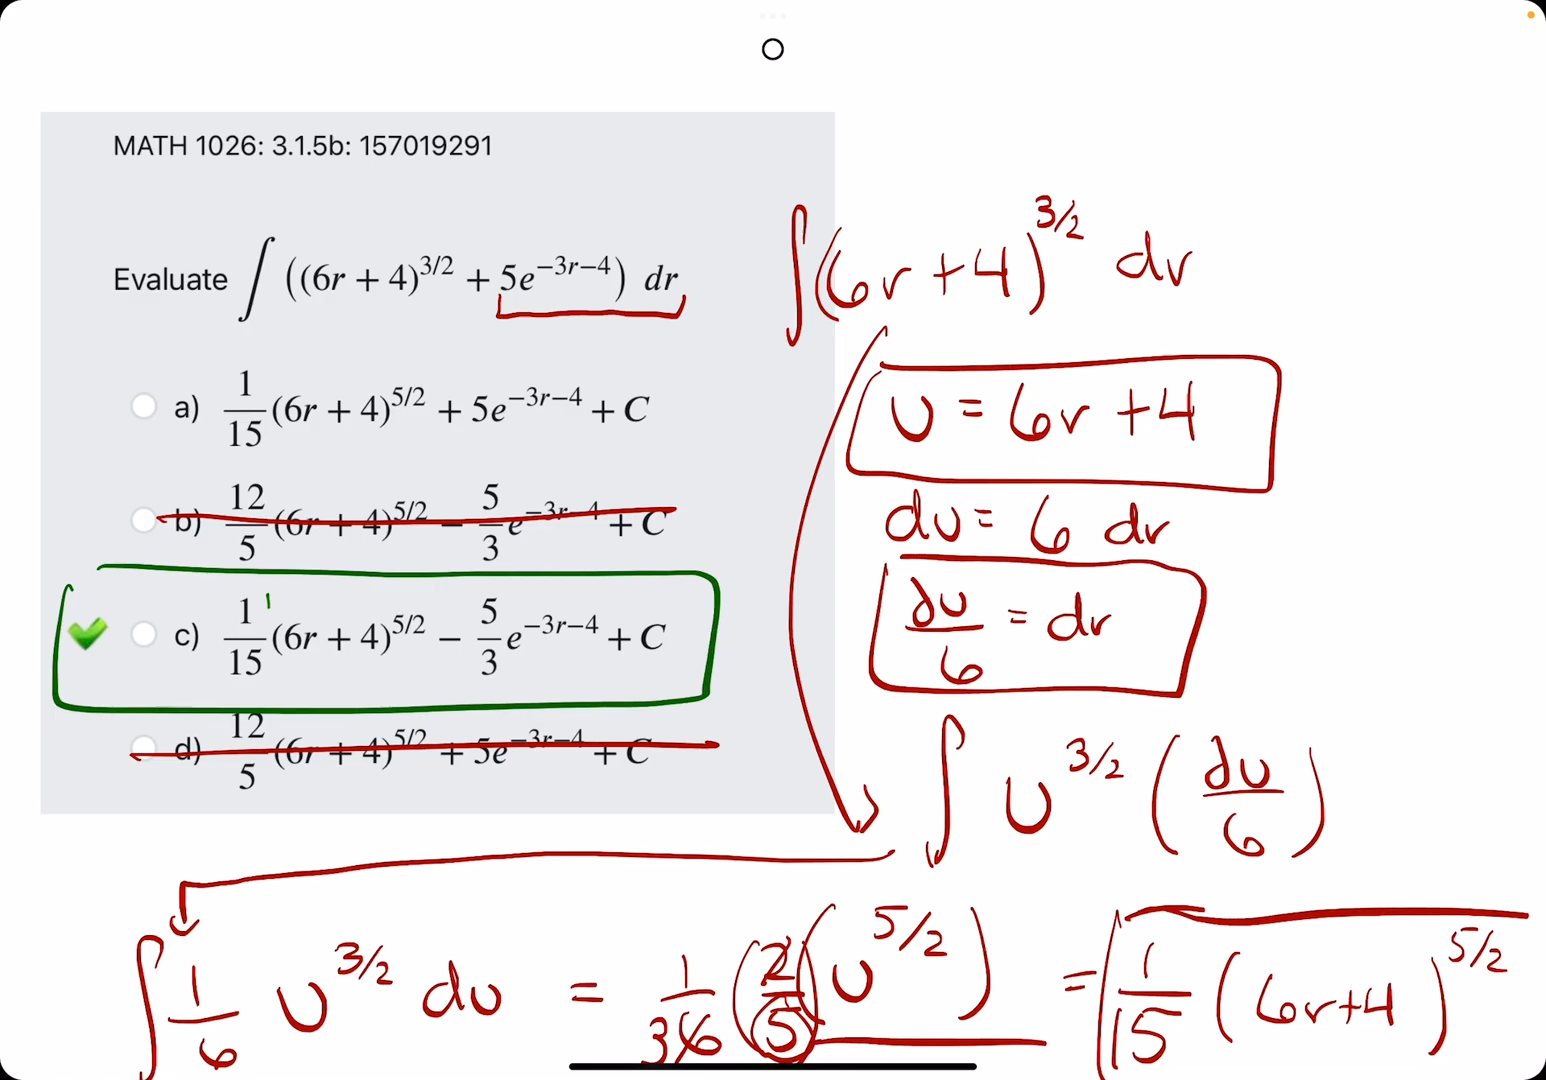 MATH 1026: 3.1.5b: 157019291
Evaluate ∫ ((6r + 4)^{3/2} + 5e^{−3r−4}) dr
a) 1/15 (6r + 4)^{5/2} + 5e^{−3r−4} + C
b) 12/5 (6r + 4)^{5/2} − 5/3 e^{−3r−4} + C
c) 1/15 (6r + 4)^{5/2} − 5/3 e^{−3r−4} + C
d) 12/5 (6r + 4)^{5/2} + 5e^{−3r−4} + C
∫(6r + 4)^{3/2} dr
u = 6r + 4
du = 6 dr
du/6 = dr
∫ u^{3/2} (du/6)
∫ 1/6 u^{3/2} du = 1/36 (2/5)(u^{5/2}) = 1/15 (6r+4)^{5/2}